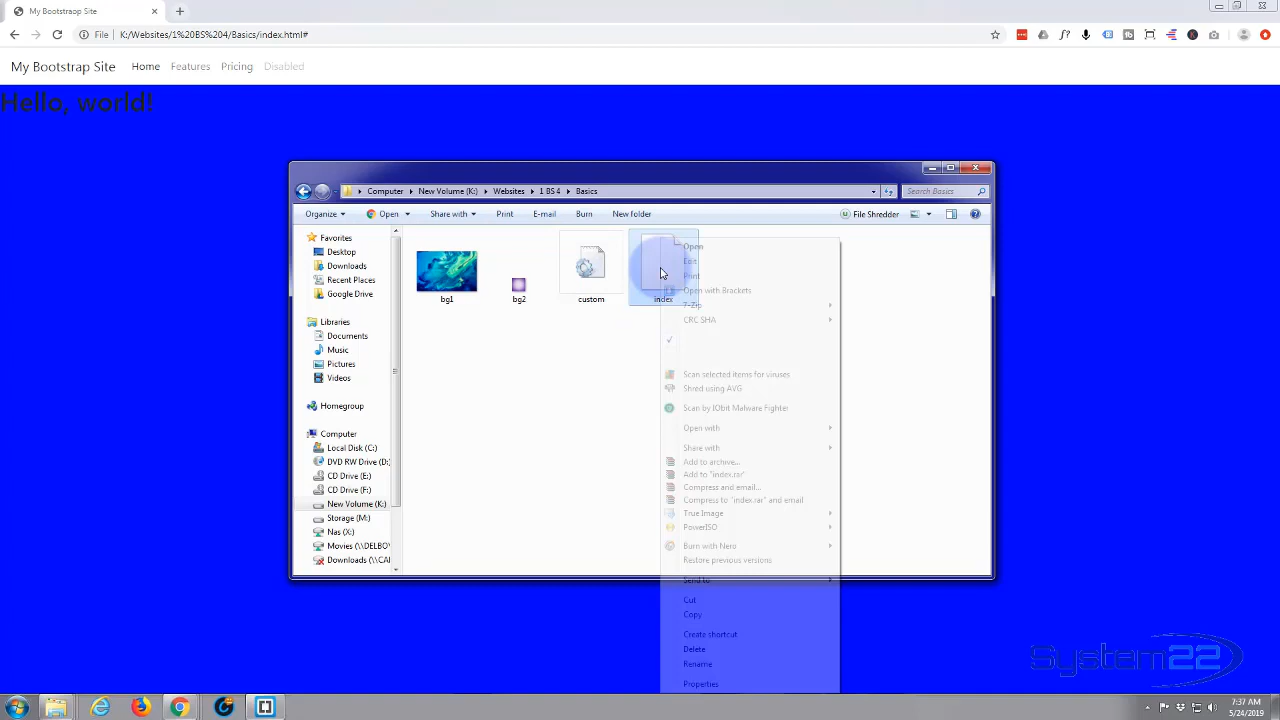 My Bootstraop Site
File
K:/Websites/1%20BS%204/Basics/index.html#
My Bootstrap Site Home Features Pricing Disabled
Hello, world!
Computer New Volume (K:) Websites 1 BS 4 Basics
Search Basics
Organize Open Share with Print E-mail Burn New folder File Shredder
Favorites
Desktop
Downloads
Recent Places
Google Drive
Libraries
Documents
Music
Pictures
Videos
Homegroup
Computer
Local Disk (C:)
DVD RW Drive (D:)
CD Drive (E:)
CD Drive (F:)
New Volume (K:)
Storage (M:)
Nas (X:)
Movies (\\DELBO
Downloads (\\CA
bg1 bg2 custom index
Open
Edit
Print
Open with Brackets
7-Zip
CRC SHA
Scan selected items for viruses
Shred using AVG
Scan by IObit Malware Fighter
Open with
Share with
Add to archive...
Add to "index.rar"
Compress and email...
Compress to "index.rar" and email
True Image
PowerISO
Burn with Nero
Restore previous versions
Send to
Cut
Copy
Create shortcut
Delete
Rename
Properties
System22
7:37 AM
5/24/2019